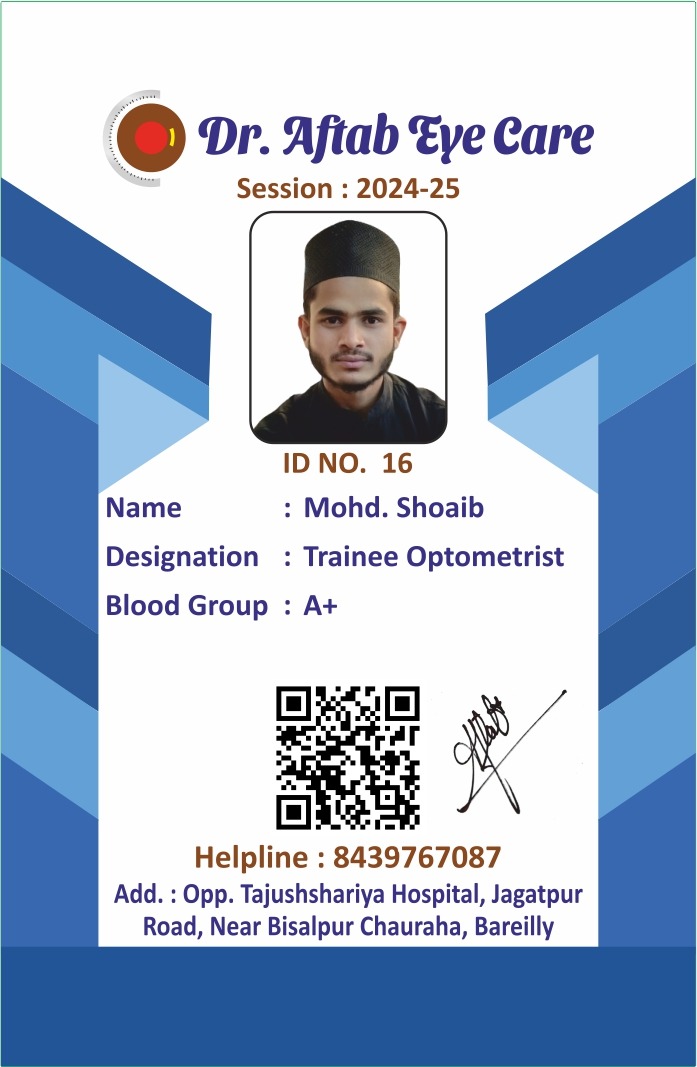 Dr. Aftab Eye Care
Session : 2024-25
ID NO. 16
Name : Mohd. Shoaib
Designation : Trainee Optometrist
Blood Group : A+
Helpline : 8439767087
Add. : Opp. Tajushshariya Hospital, Jagatpur
Road, Near Bisalpur Chauraha, Bareilly